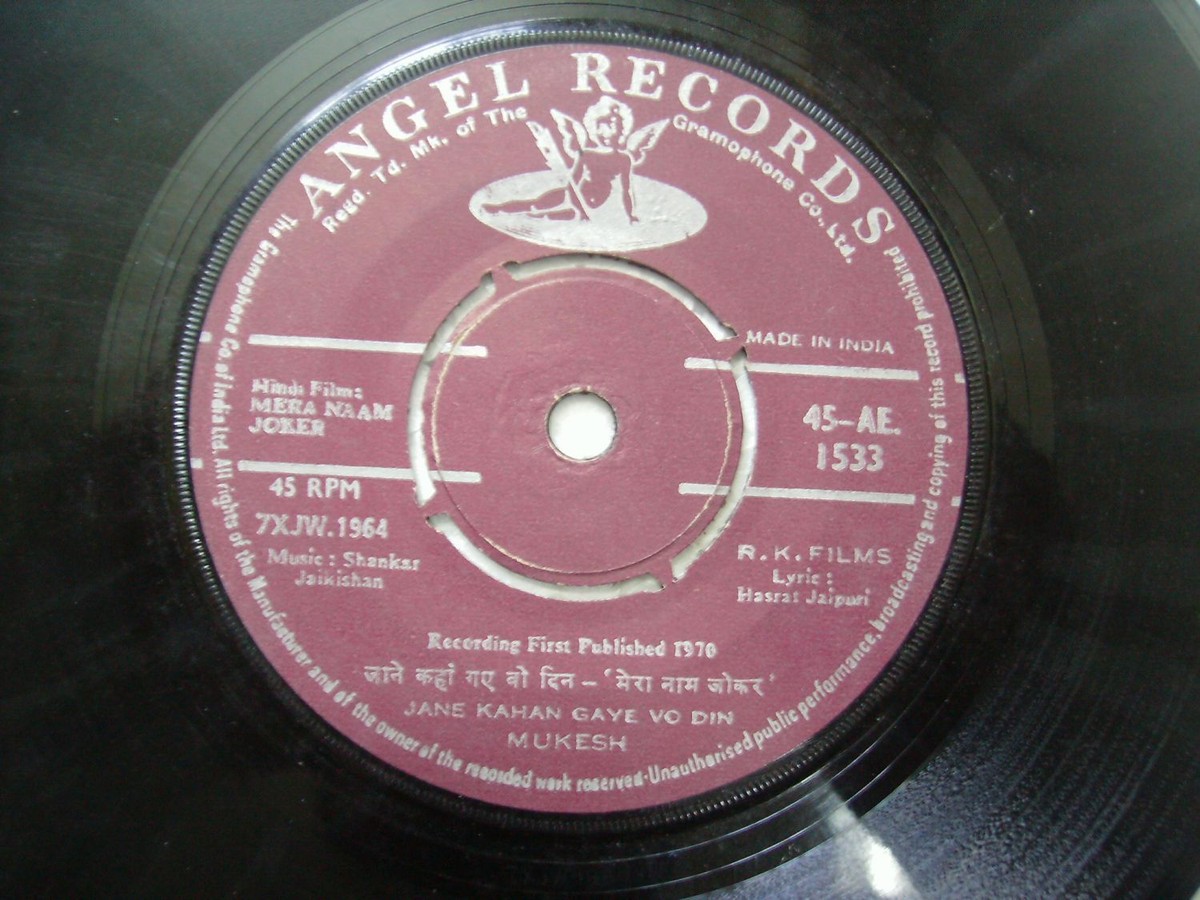 ANGEL RECORDS
Regd. Td. Mk. of The Gramophone Co., Ltd.
MADE IN INDIA
Hindi Film:
MERA NAAM
JOKER
45-AE.
1533
45 RPM
7XJW.1964
Music : Shankar
Jaikishan
R.K.FILMS
Lyric :
Hasrat Jaipuri
Recording First Published 1970
जाने कहां गए वो दिन - 'मेरा नाम जोकर'
JANE KAHAN GAYE VO DIN
MUKESH
The Gramophone Co. of India Ltd. All rights of the Manufacturer and of the owner of the recorded work reserved·Unauthorised public performance, broadcasting and copying of this record prohibited